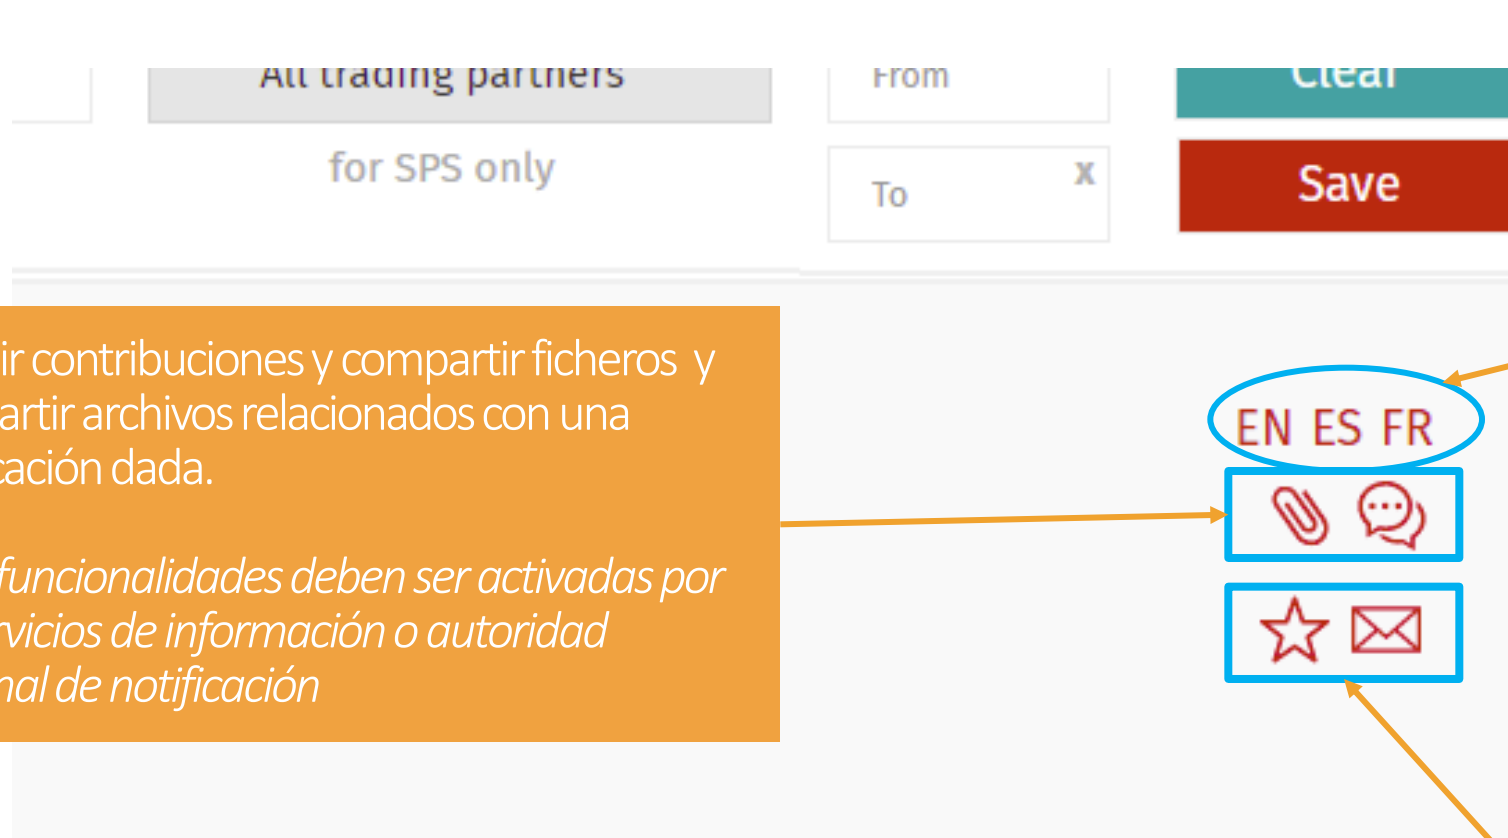 All trading partners
From
Clear
for SPS only
To
x
Save
ir contribuciones y compartir ficheros y
artir archivos relacionados con una
cación dada.
funcionalidades deben ser activadas por
rvicios de información o autoridad
nal de notificación
EN ES FR